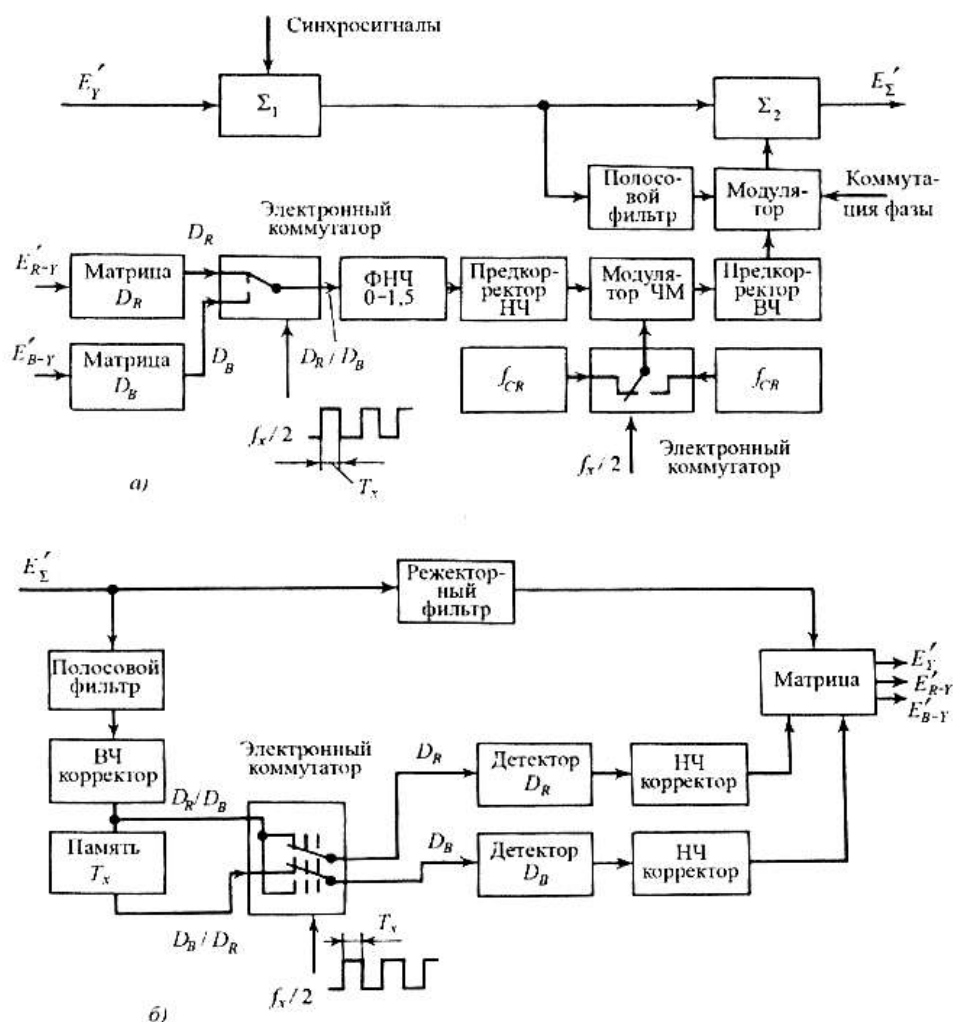 Синхросигналы
E′Y
Σ1
Σ2
E′Σ
Полосо-
вой
фильтр
Модуля-
тор
Коммута-
ция фазы
Электронный
коммутатор
E′R−Y
Матрица
DR
DR
ФНЧ
0−1,5
Предкор-
ректор
НЧ
Модуля-
тор ЧМ
Предкор-
ректор
ВЧ
E′B−Y
Матрица
DB
DB
DR / DB
fCR
fCR
fx / 2
Tx
fx / 2
Электронный
коммутатор
а)
E′Σ
Режектор-
ный
фильтр
Полосовой
фильтр
Матрица
E′Y
E′R−Y
E′B−Y
ВЧ
корректор
Электронный
коммутатор
DR
Детектор
DR
НЧ
корректор
DR/DB
Память
Tx
DB
Детектор
DB
НЧ
корректор
DB/DR
Tx
fx / 2
б)